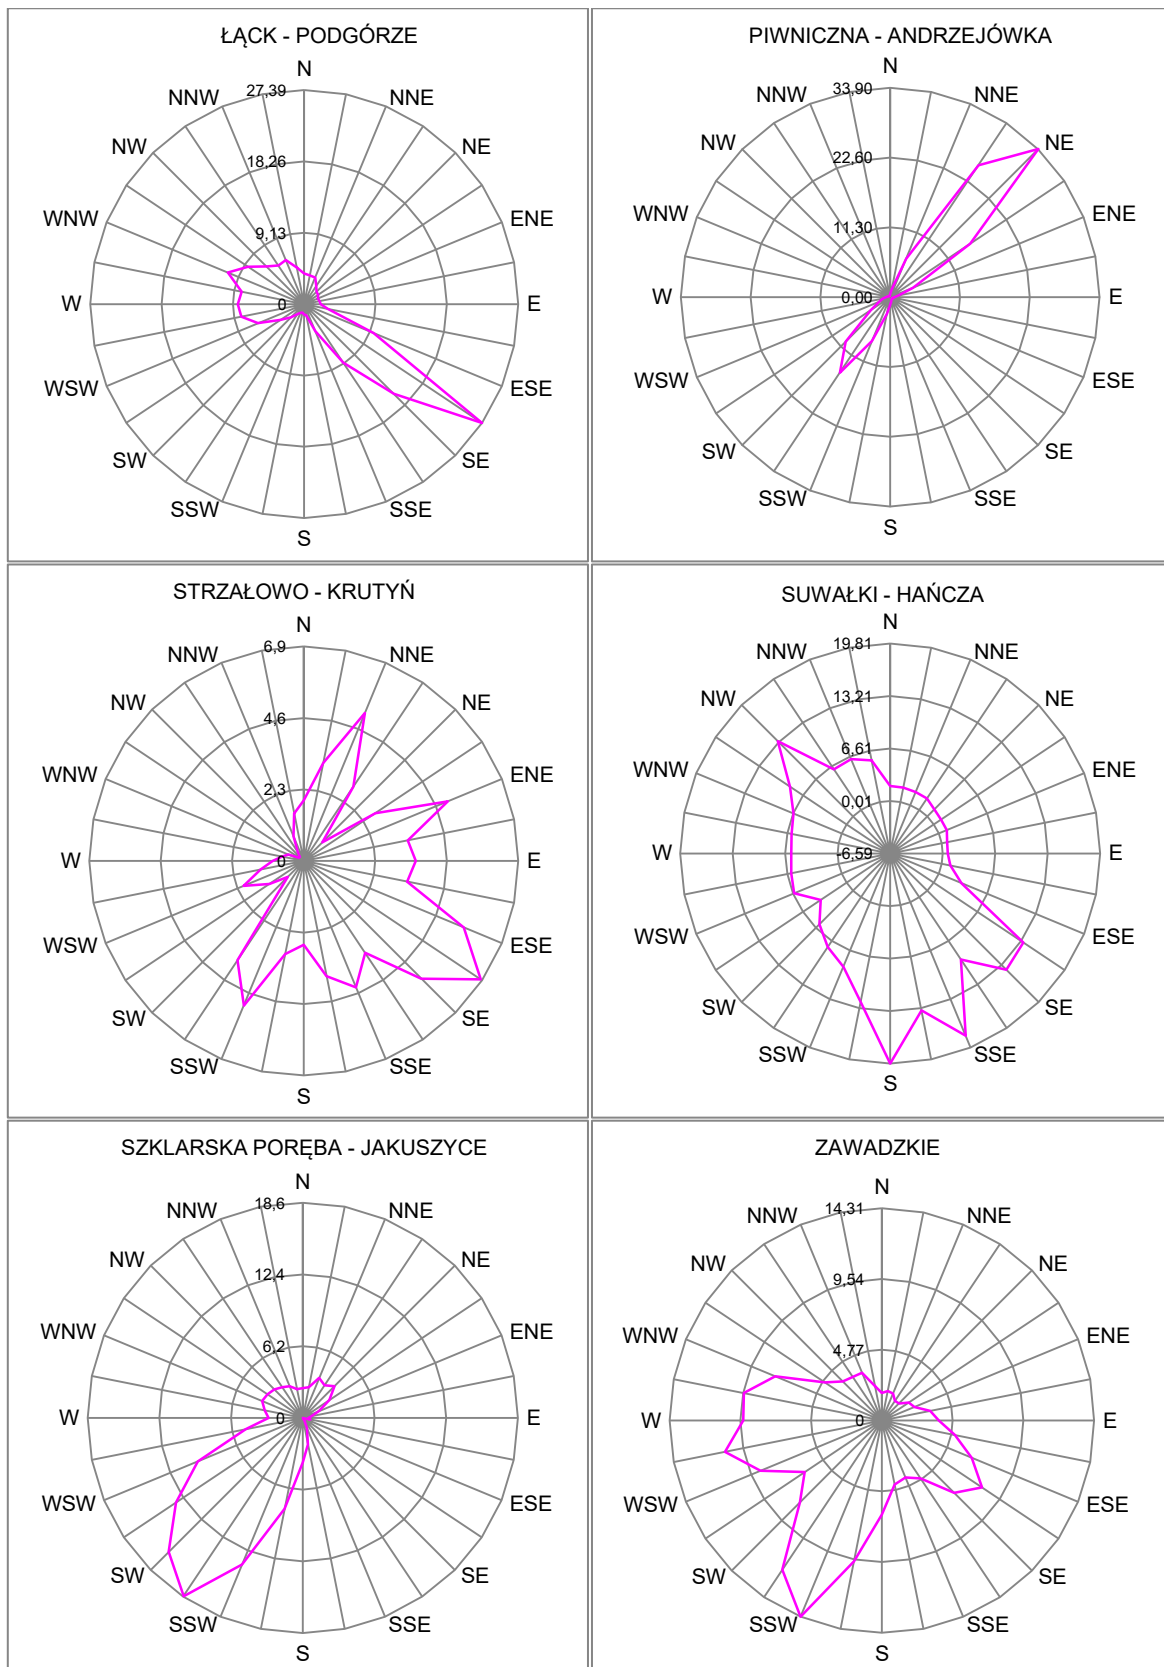 ŁĄCK - PODGÓRZE
N
27,39
NNW
NNE
NW
NE
18,26
WNW
ENE
9,13
W
0
E
WSW
ESE
SW
SE
SSW
SSE
S
PIWNICZNA - ANDRZEJÓWKA
N
33,90
NNW
NNE
NW
NE
22,60
WNW
ENE
11,30
W
0,00
E
WSW
ESE
SW
SE
SSW
SSE
S
STRZAŁOWO - KRUTYŃ
N
6,9
NNW
NNE
NW
NE
4,6
WNW
ENE
2,3
W
0
E
WSW
ESE
SW
SE
SSW
SSE
S
SUWAŁKI - HAŃCZA
N
19,81
NNW
NNE
13,21
NW
NE
6,61
WNW
ENE
0,01
W
-6,59
E
WSW
ESE
SW
SE
SSW
SSE
S
SZKLARSKA PORĘBA - JAKUSZYCE
N
18,6
NNW
NNE
NW
NE
12,4
WNW
ENE
6,2
W
0
E
WSW
ESE
SW
SE
SSW
SSE
S
ZAWADZKIE
N
14,31
NNW
NNE
NW
NE
9,54
WNW
ENE
4,77
W
0
E
WSW
ESE
SW
SE
SSW
SSE
S